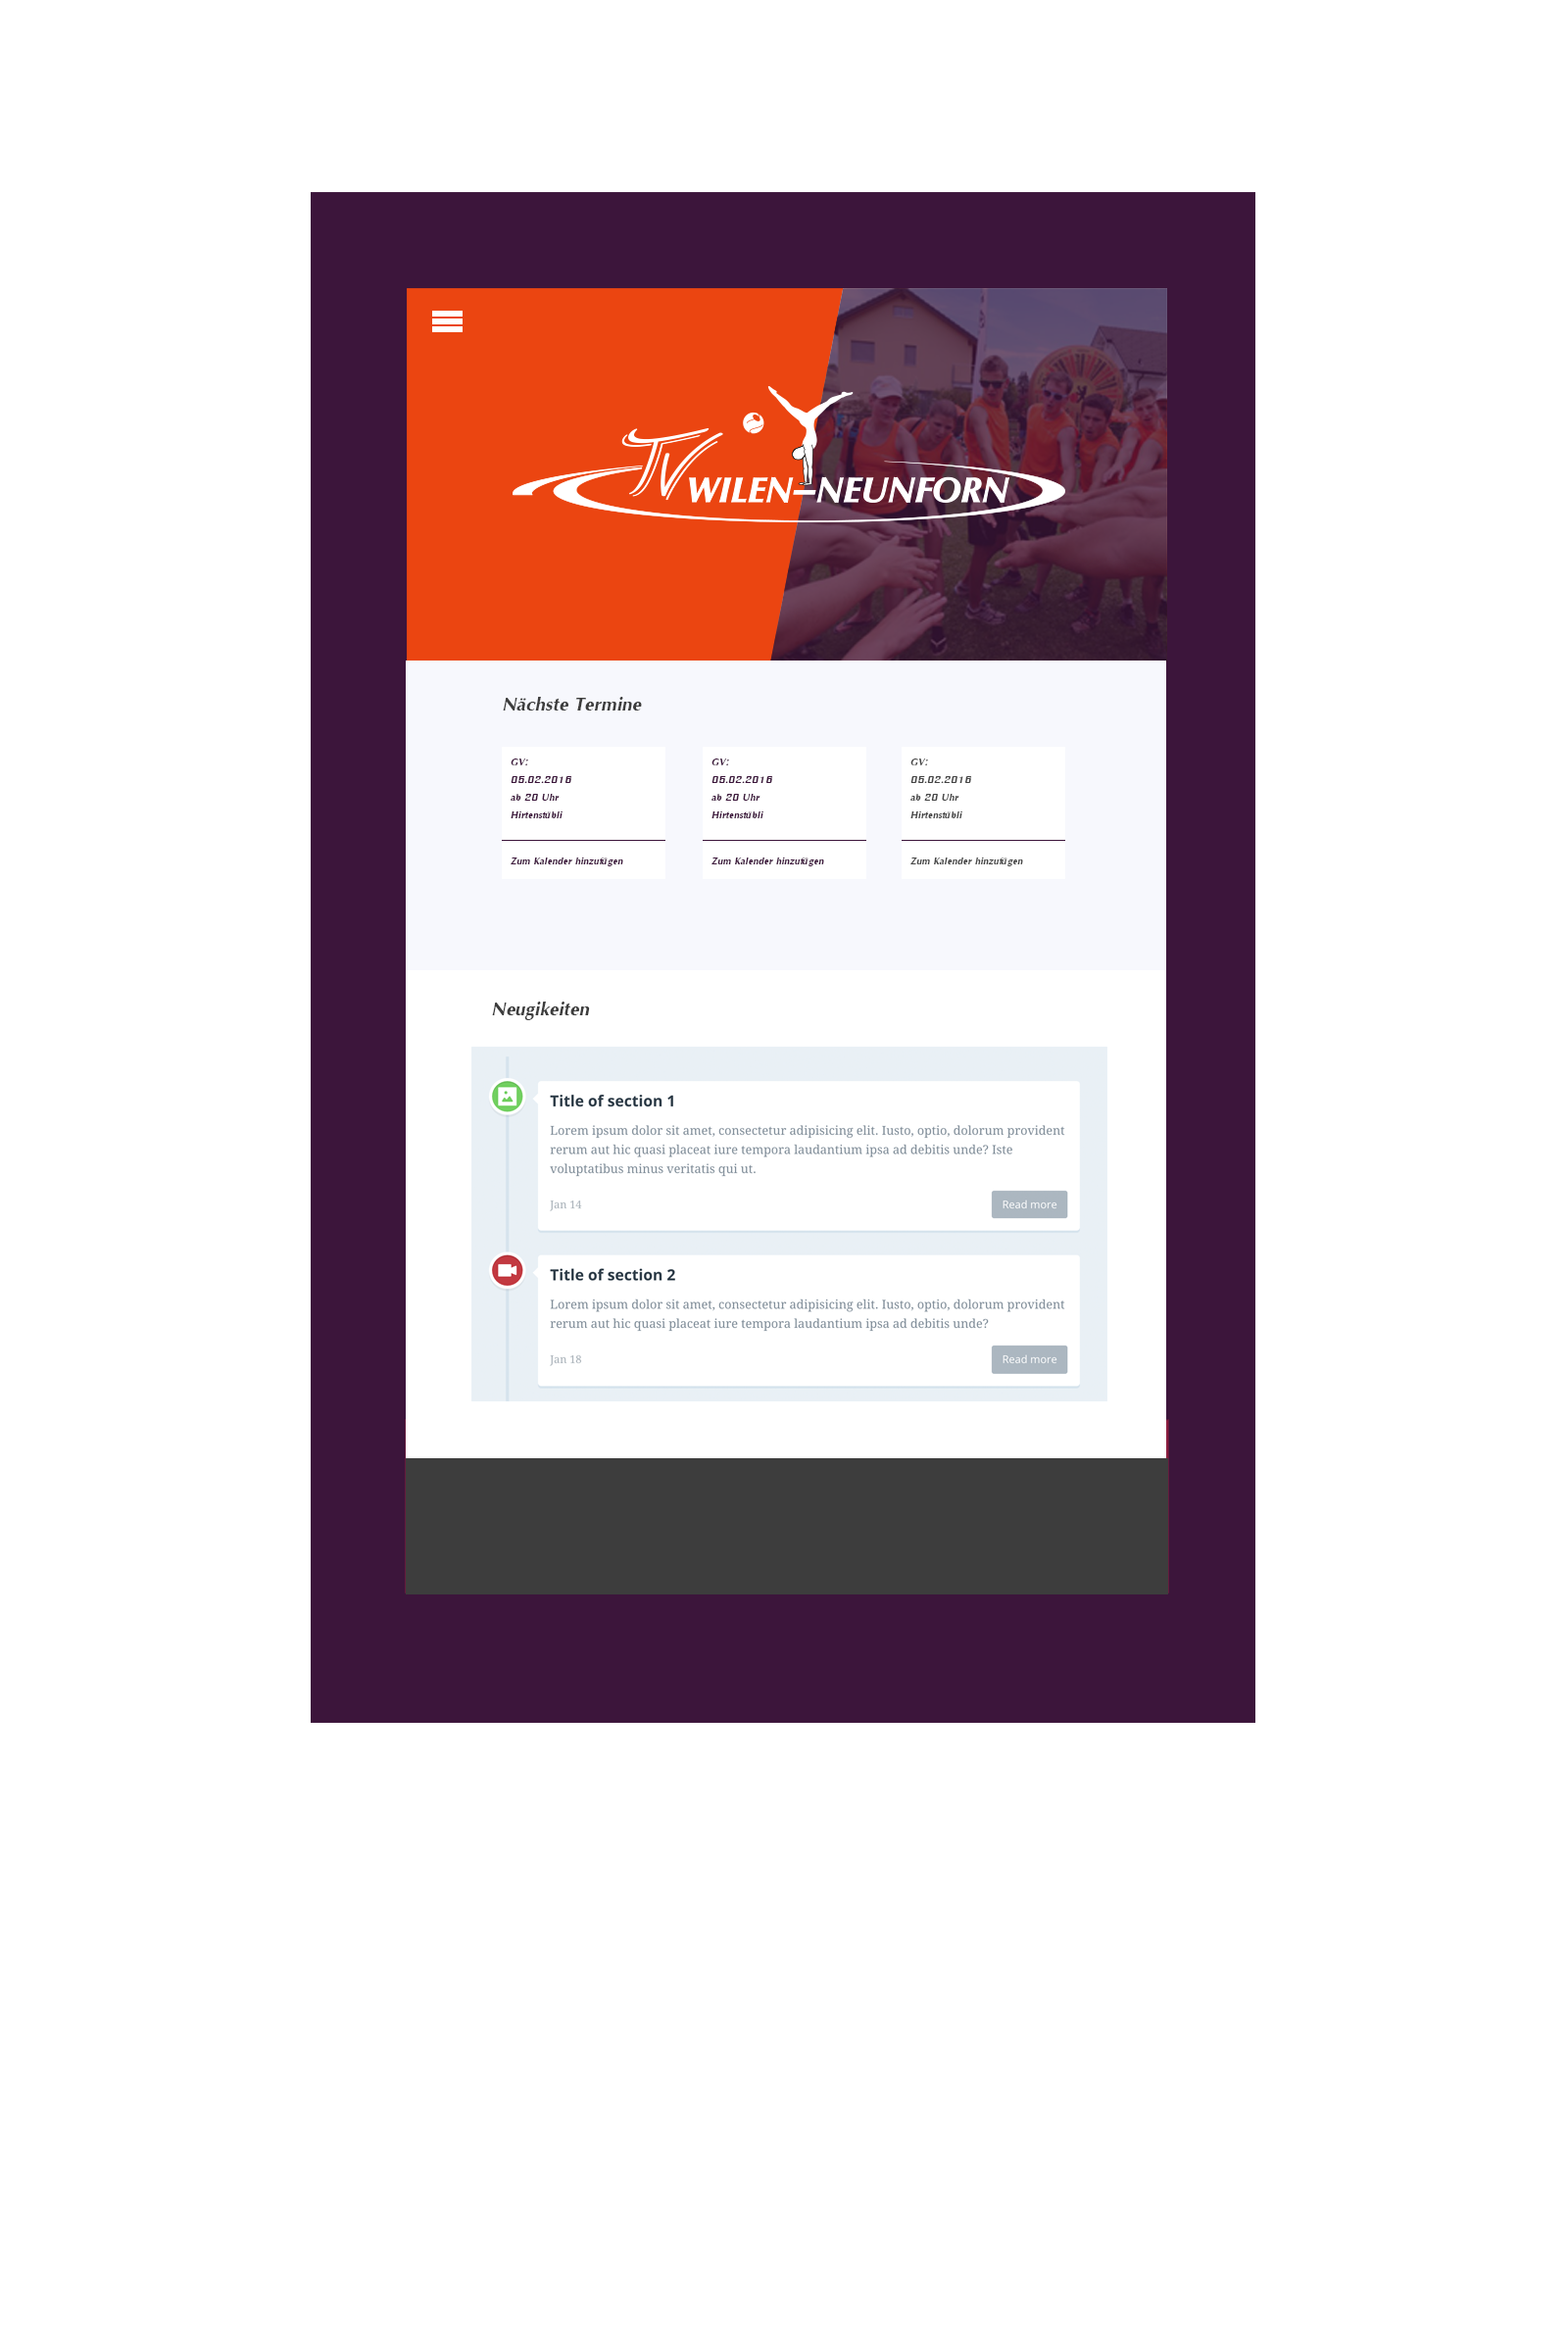 TV WILEN-NEUNFORN
Nächste Termine
GV:
05.02.2016
ab 20 Uhr
Hirtenstübli
Zum Kalender hinzufügen
GV:
05.02.2016
ab 20 Uhr
Hirtenstübli
Zum Kalender hinzufügen
GV:
05.02.2016
ab 20 Uhr
Hirtenstübli
Zum Kalender hinzufügen
Neugikeiten
Title of section 1
Lorem ipsum dolor sit amet, consectetur adipisicing elit. Iusto, optio, dolorum provident
rerum aut hic quasi placeat iure tempora laudantium ipsa ad debitis unde? Iste
voluptatibus minus veritatis qui ut.
Jan 14
Read more
Title of section 2
Lorem ipsum dolor sit amet, consectetur adipisicing elit. Iusto, optio, dolorum provident
rerum aut hic quasi placeat iure tempora laudantium ipsa ad debitis unde?
Jan 18
Read more